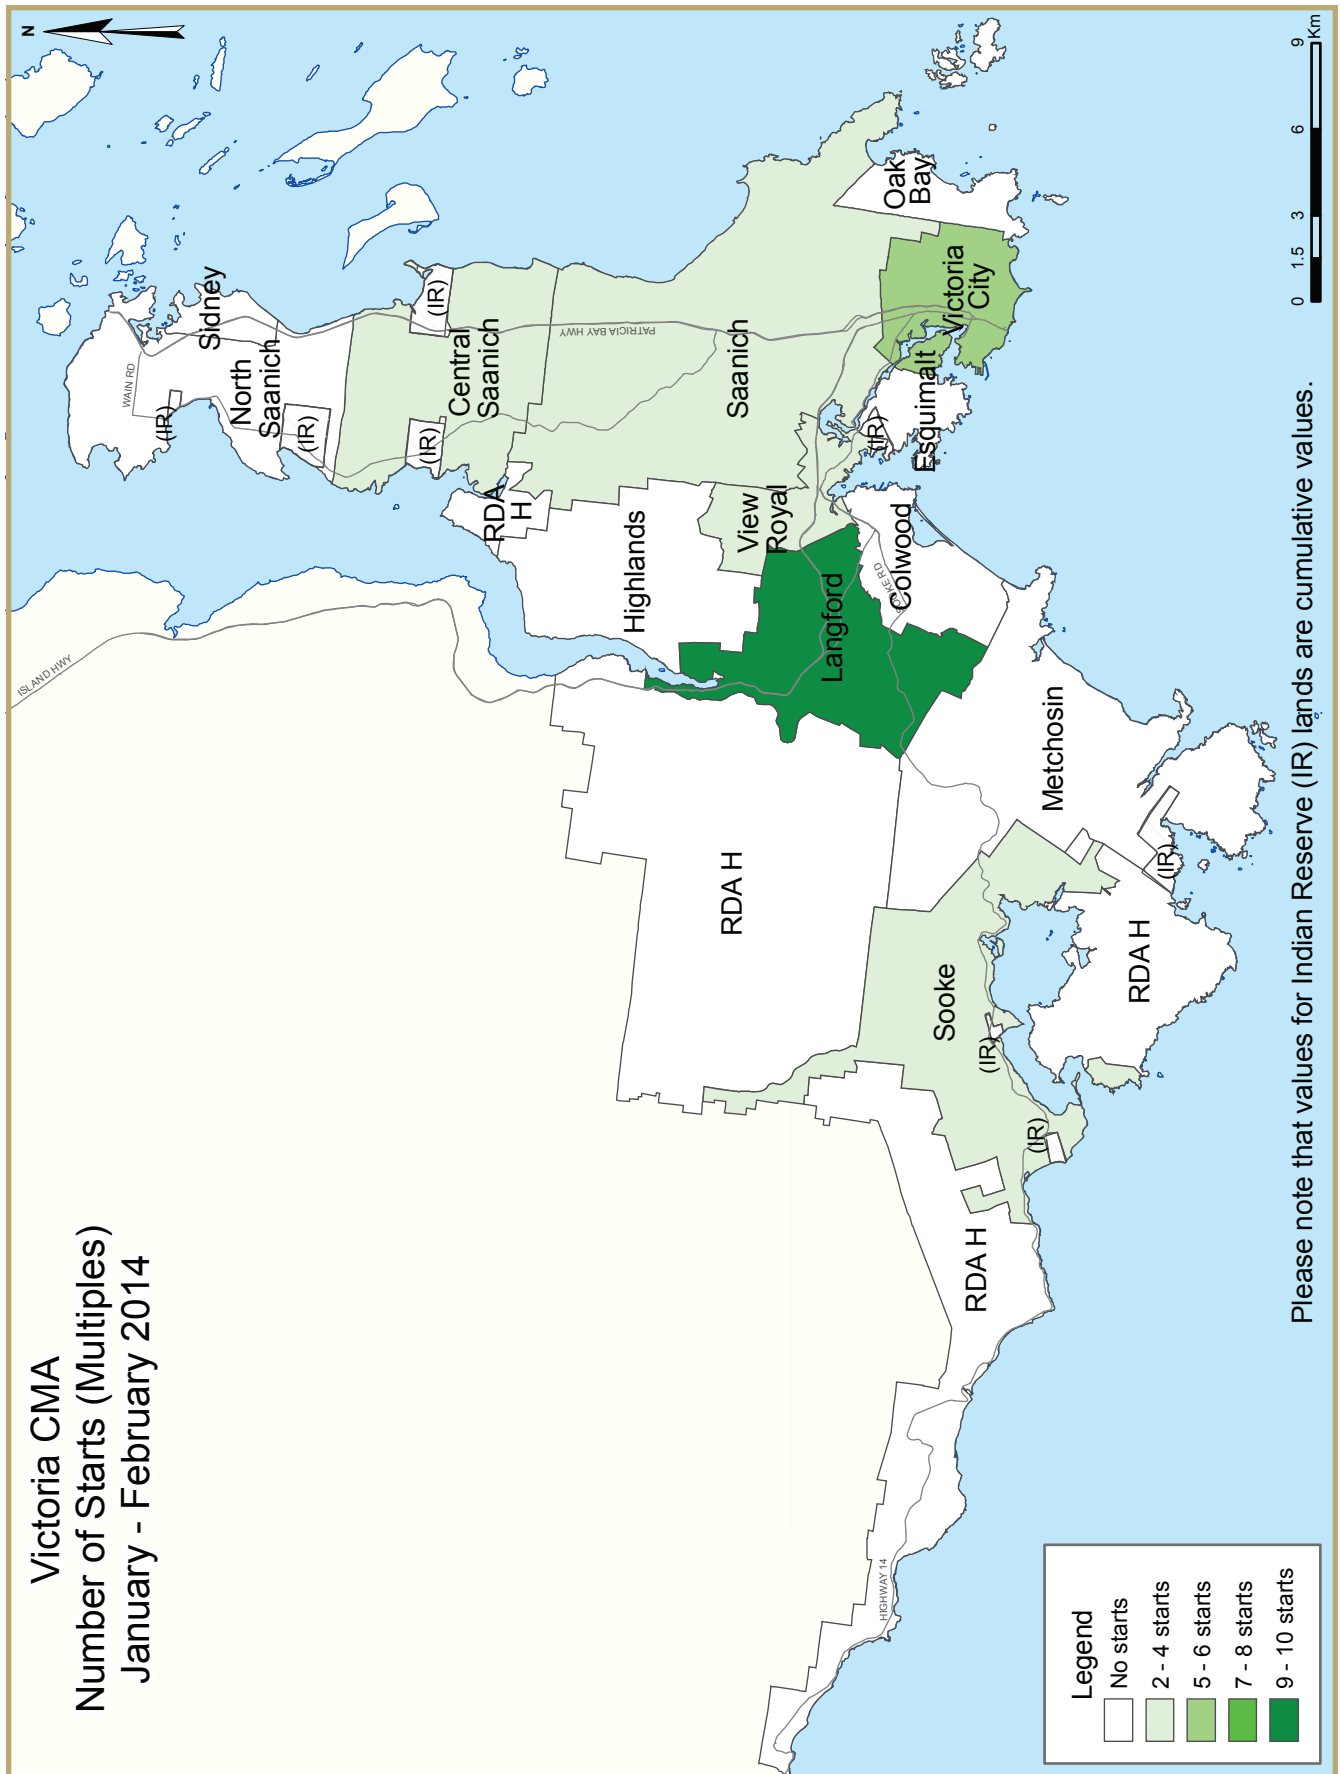 Victoria CMA
Number of Starts (Multiples)
January - February 2014
N
ISLAND HWY
WAIN RD
Sidney
North
Saanich
(IR)
(IR)
(IR)
(IR)
Central
Saanich
PATRICIA BAY HWY
RDA
H
Saanich
Highlands
View
Royal
Oak
Bay
Victoria
City
Esquimalt
(IR)
Langford
Colwood
SOOKE RD
Metchosin
RDA H
Sooke
(IR)
(IR)
(IR)
RDA H
RDA H
HIGHWAY 14
Legend
No starts
2 - 4 starts
5 - 6 starts
7 - 8 starts
9 - 10 starts
0 1.5 3 6 9
Km
Please note that values for Indian Reserve (IR) lands are cumulative values.